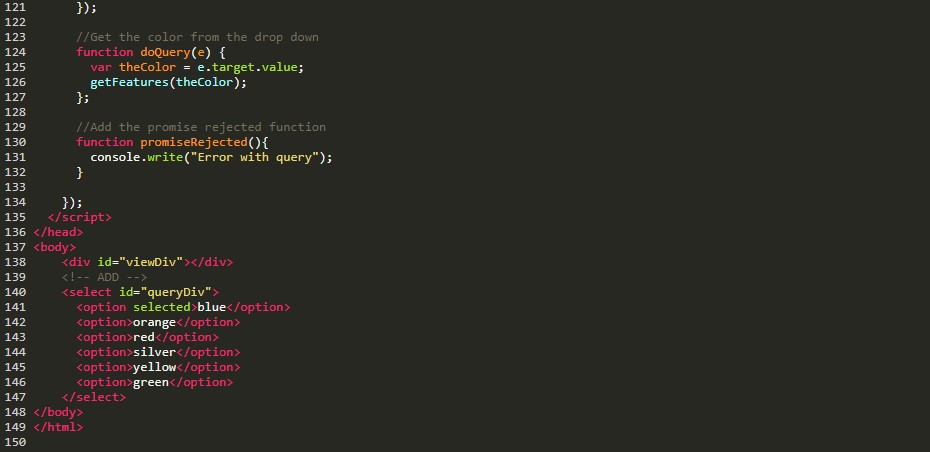 121       });
122
123       //Get the color from the drop down
124       function doQuery(e) {
125         var theColor = e.target.value;
126         getFeatures(theColor);
127       };
128
129       //Add the promise rejected function
130       function promiseRejected(){
131         console.write("Error with query");
132       }
133
134     });
135   </script>
136 </head>
137 <body>
138     <div id="viewDiv"></div>
139     <!-- ADD -->
140     <select id="queryDiv">
141       <option selected>blue</option>
142       <option>orange</option>
143       <option>red</option>
144       <option>silver</option>
145       <option>yellow</option>
146       <option>green</option>
147     </select>
148 </body>
149 </html>
150